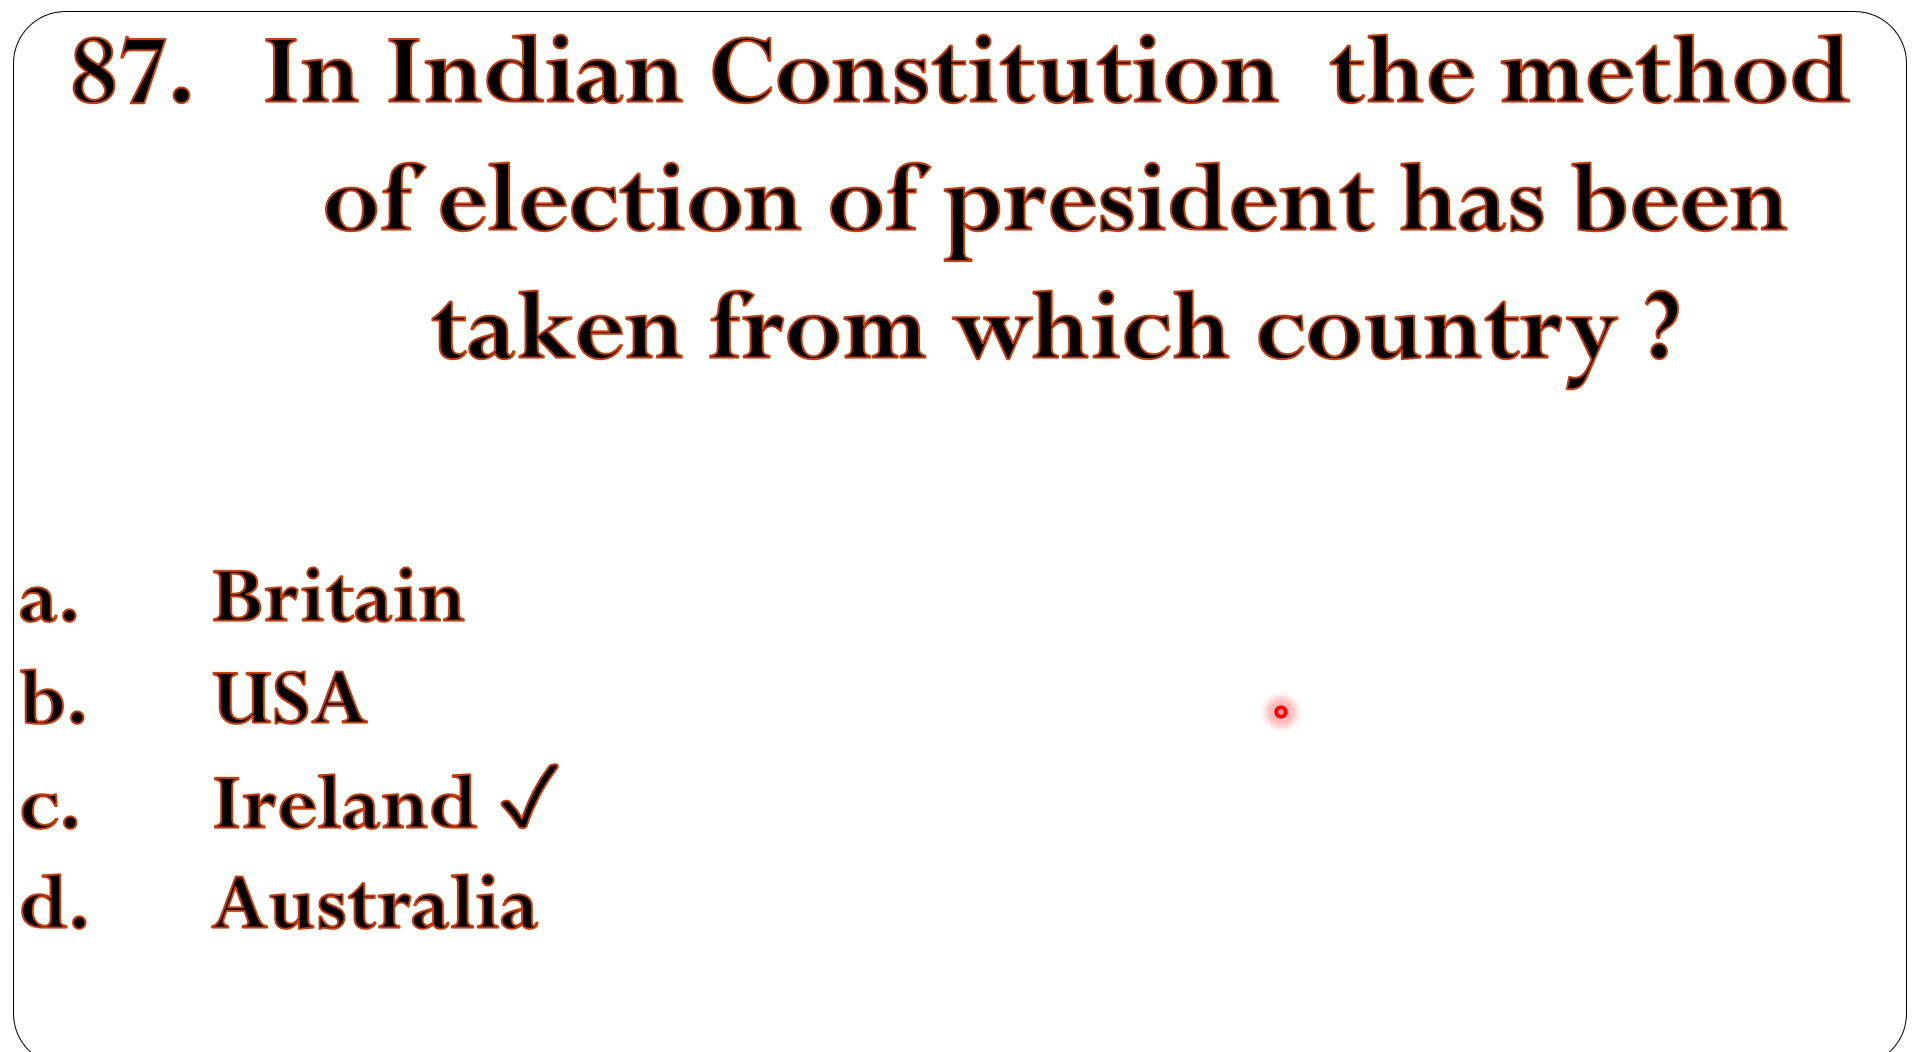 87. In Indian Constitution the method
of election of president has been
taken from which country ?
a. Britain
b. USA
c. Ireland ✓
d. Australia